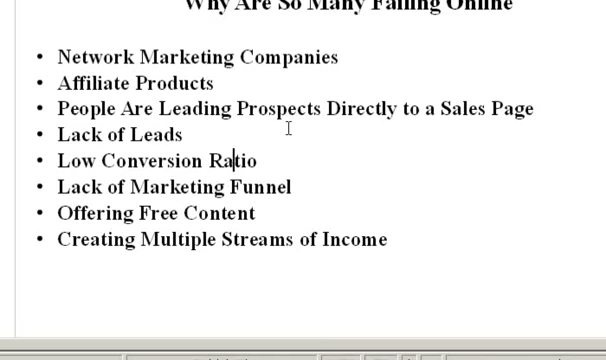 Why Are So Many Failing Online
• Network Marketing Companies
• Affiliate Products
• People Are Leading Prospects Directly to a Sales Page
• Lack of Leads
• Low Conversion Ratio
• Lack of Marketing Funnel
• Offering Free Content
• Creating Multiple Streams of Income